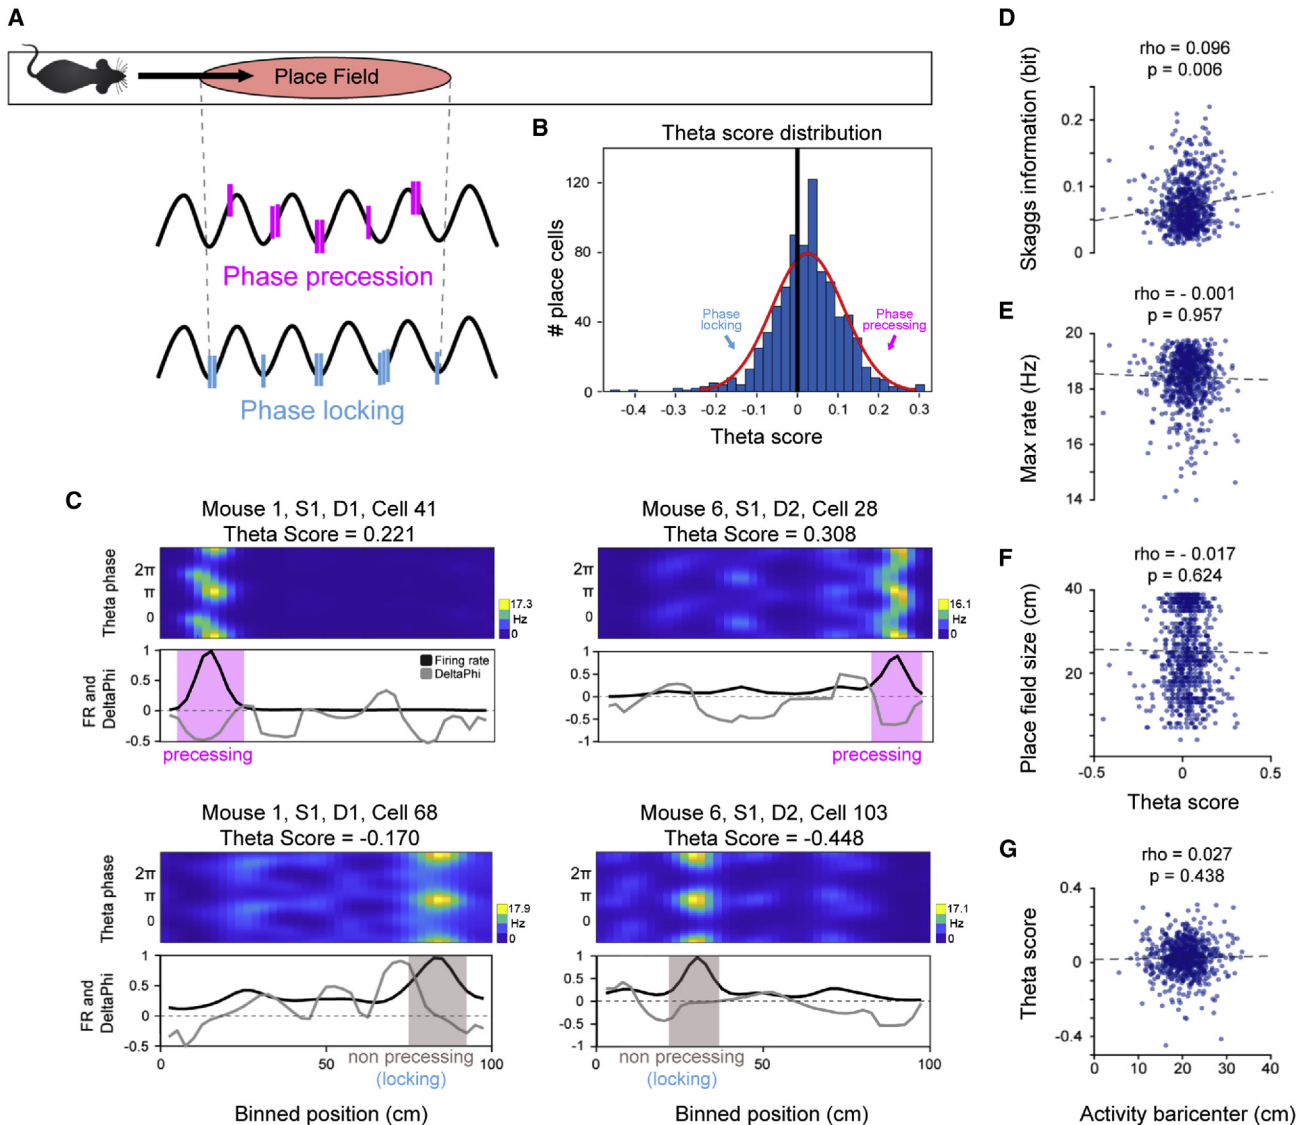 A
Place Field
Phase precession
Phase locking
B
Theta score distribution
# place cells
120
80
40
0
Phase
locking
Phase
precessing
-0.4
-0.3
-0.2
-0.1
0
0.1
0.2
0.3
Theta score
C
Mouse 1, S1, D1, Cell 41
Theta Score = 0.221
Theta phase
2π
π
0
17.3
Hz
0
FR and
DeltaPhi
1
0.5
0
-0.5
Firing rate
DeltaPhi
precessing
Mouse 6, S1, D2, Cell 28
Theta Score = 0.308
2π
π
0
16.1
Hz
0
1
0.5
0
-0.5
-1
precessing
Mouse 1, S1, D1, Cell 68
Theta Score = -0.170
Theta phase
2π
π
0
17.9
Hz
0
FR and
DeltaPhi
1
0.5
0
-0.5
non precessing
(locking)
0
50
100
Binned position (cm)
Mouse 6, S1, D2, Cell 103
Theta Score = -0.448
2π
π
0
17.1
Hz
0
1
0.5
0
-0.5
-1
non precessing
(locking)
0
50
100
Binned position (cm)
D
rho = 0.096
p = 0.006
Skaggs information (bit)
0.2
0.1
0
E
rho = - 0.001
p = 0.957
Max rate (Hz)
20
18
16
14
F
rho = - 0.017
p = 0.624
Place field size (cm)
40
20
0
-0.5
0
0.5
Theta score
G
rho = 0.027
p = 0.438
Theta score
0.4
0
-0.4
0
10
20
30
40
Activity baricenter (cm)